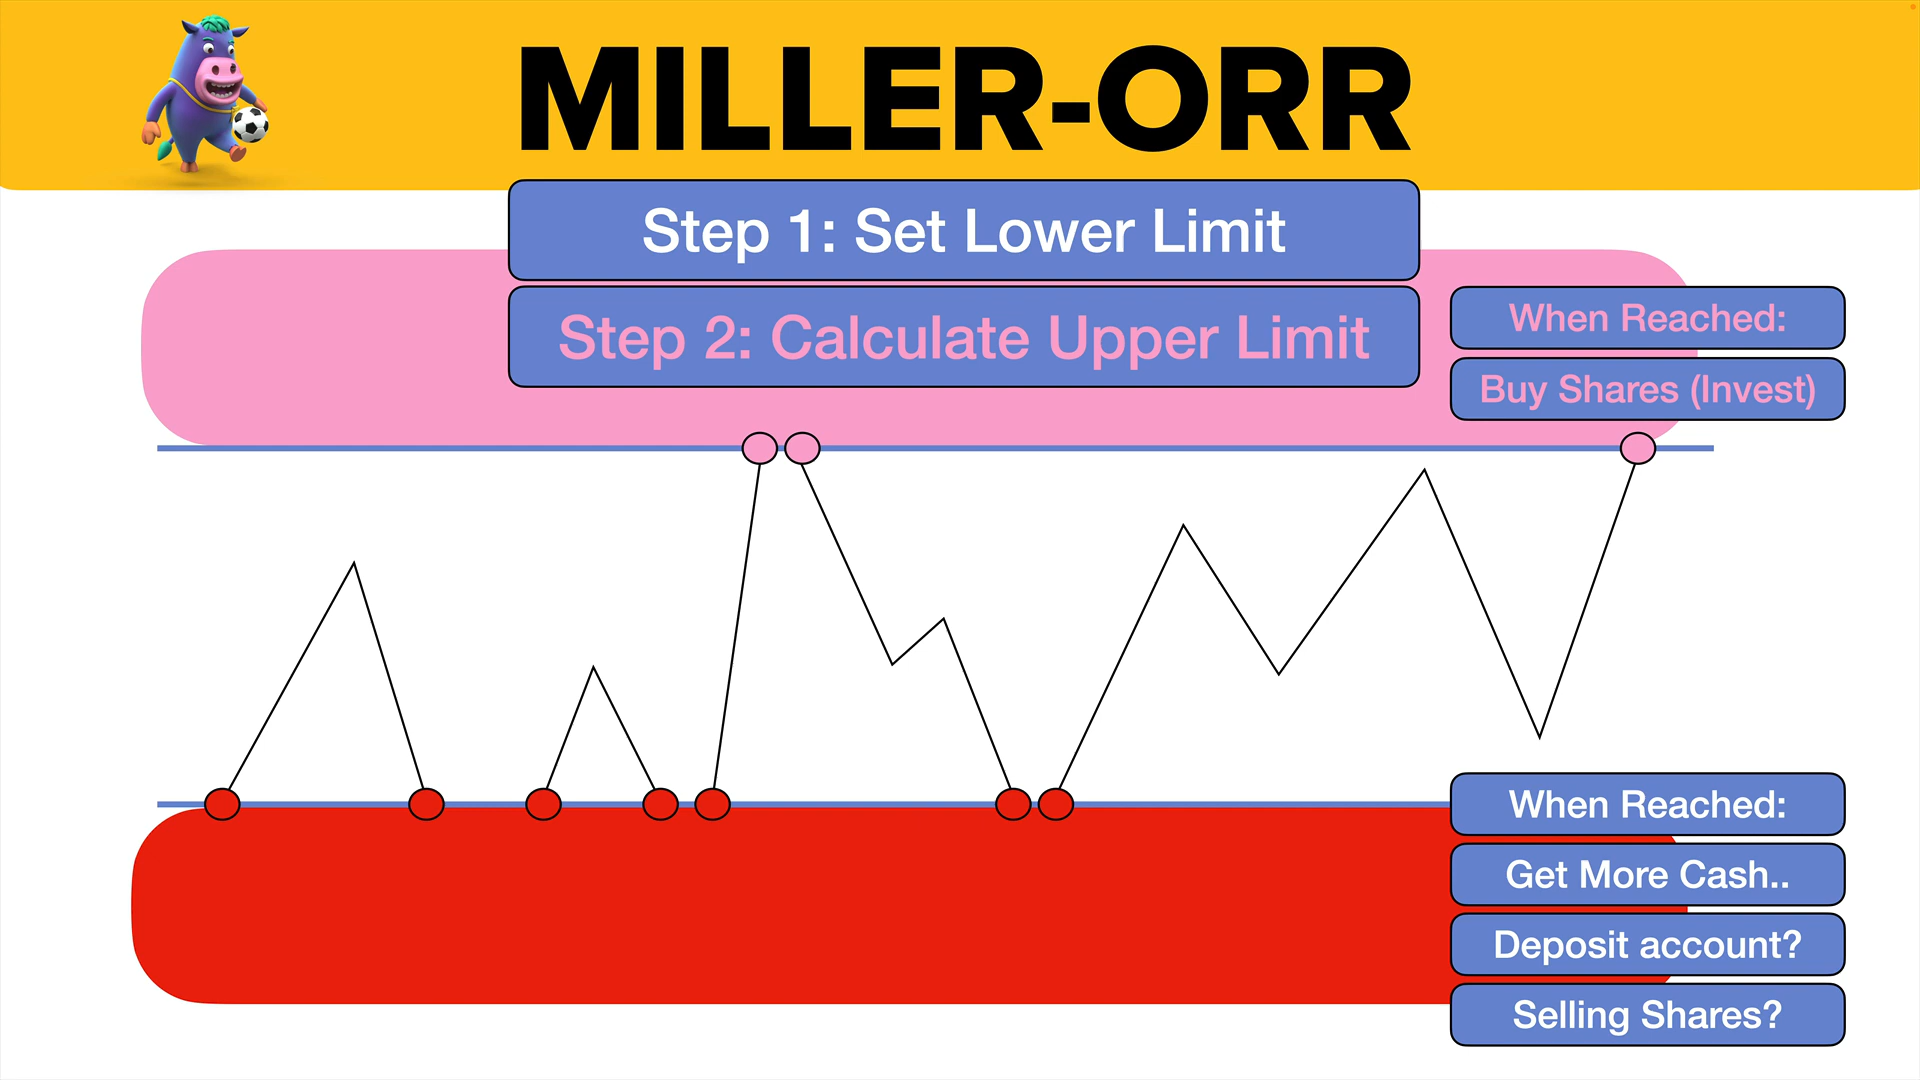 MILLER-ORR
Step 1: Set Lower Limit
Step 2: Calculate Upper Limit
When Reached:
Buy Shares (Invest)
When Reached:
Get More Cash..
Deposit account?
Selling Shares?